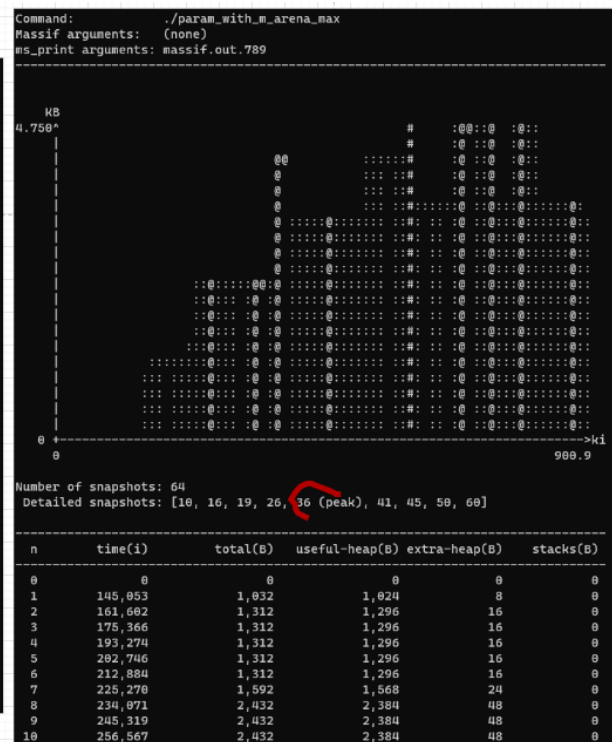 Command: ./param_with_m_arena_max
Massif arguments: (none)
ms_print arguments: massif.out.789
KB
4.750^
0
->ki
0 900.9
Number of snapshots: 64
Detailed snapshots: [10, 16, 19, 26, 36 (peak), 41, 45, 50, 60]
n time(i) total(B) useful-heap(B) extra-heap(B) stacks(B)
0 0 0 0 0 0
1 145,053 1,032 1,024 8 0
2 161,602 1,312 1,296 16 0
3 175,366 1,312 1,296 16 0
4 193,274 1,312 1,296 16 0
5 202,746 1,312 1,296 16 0
6 212,884 1,312 1,296 16 0
7 225,270 1,592 1,568 24 0
8 234,071 2,432 2,384 48 0
9 245,319 2,432 2,384 48 0
10 256,567 2,432 2,384 48 0